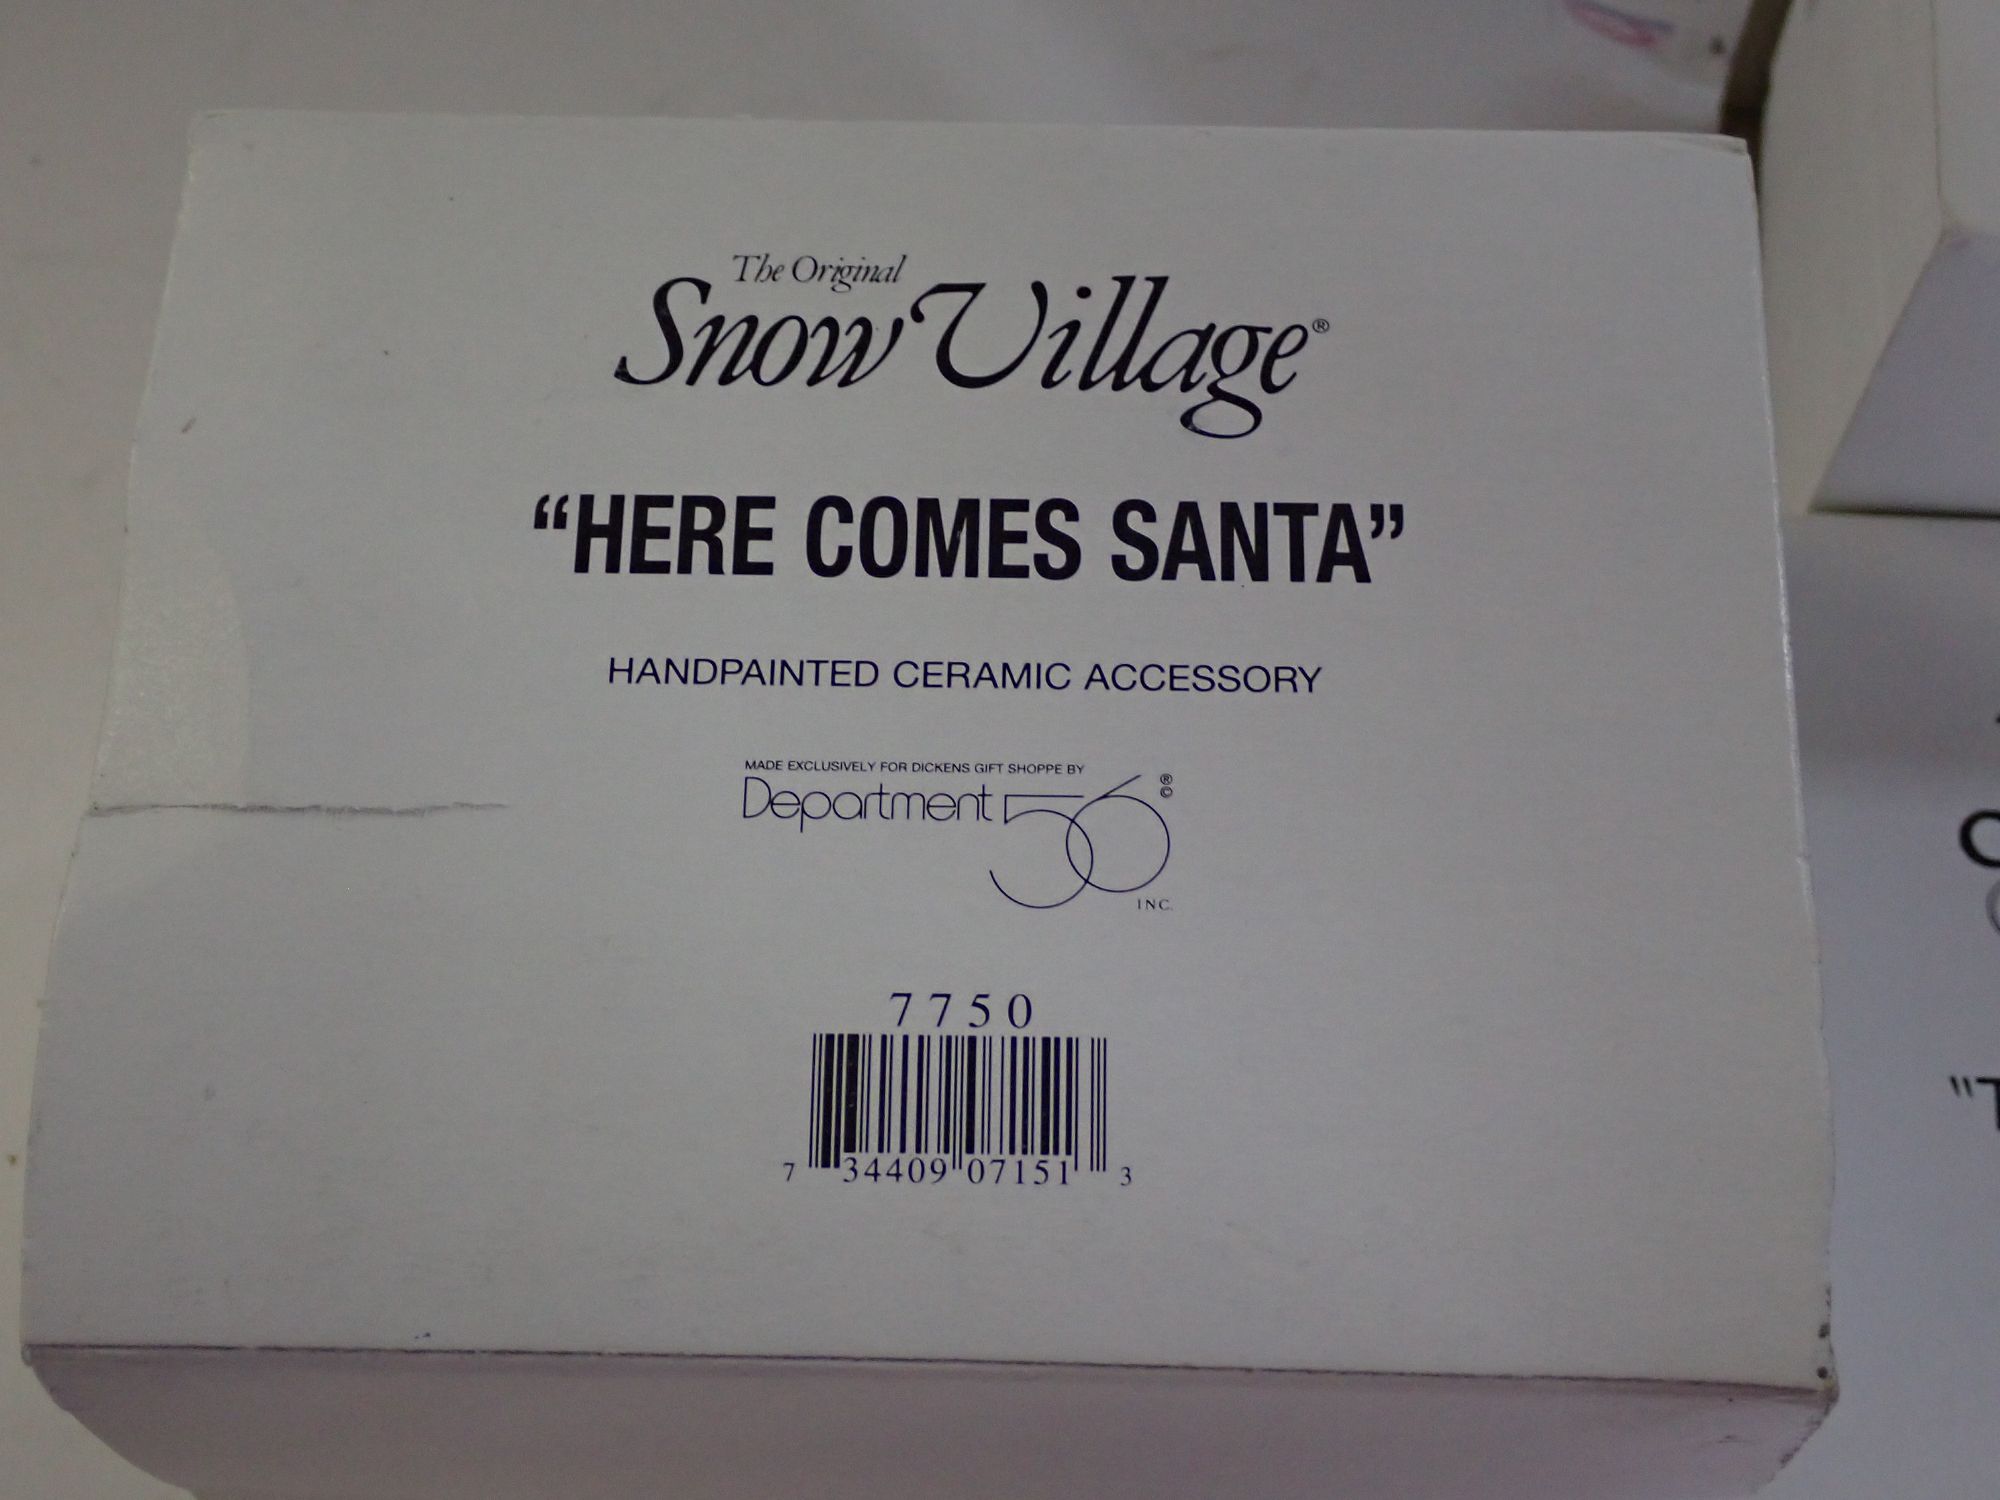 The Original
Snow Village®
“HERE COMES SANTA”
HANDPAINTED CERAMIC ACCESSORY
MADE EXCLUSIVELY FOR DICKENS GIFT SHOPPE BY
Department 56 ® ©
INC.
7750
7 34409 07151 3
"T